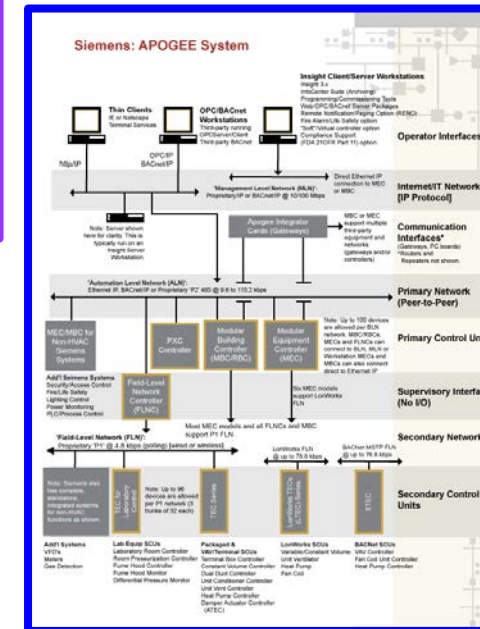 Siemens: APOGEE System
Insight Client/Server Workstations
Insight 3.x
InfoCenter Suite (Archiving)
Programming/Commissioning Tools
Web/OPC/BACnet Server Packages
Remote Notification/Paging Option (RENO)
Fire Alarm/Life Safety option
"Soft"/Virtual controller option
Compliance Support
(FDA 21CFR Part 11) option
Thin Clients
IE or Netscape
Terminal Services
OPC/BACnet
Workstations
Third-party running
OPCServer/Client
Third-party BACnet
Operator Interfaces
http/IP
OPC/IP
BACnet/IP
Direct Ethernet IP
connection to MEC
or MBC
'Management Level Network (MLN)':
Proprietary/IP or BACnet/IP @ 10/100 Mbps
Internet/IT Network
[IP Protocol]
Note: Server shown
here for clarity. This is
typically run on an
Insight Server
Workstation.
Apogee Integrator
Cards (Gateways)
MBC or MEC
support multiple
third-party
equipment and
networks
(gateways and/or
controllers)
Communication
Interfaces*
(Gateways, PC boards)
*Routers and
Repeaters not shown.
'Automation Level Network (ALN)':
Ethernet IP, BACnet/IP or Proprietary 'P2' 485 @ 9.6 to 115.2 kbps
Primary Network
(Peer-to-Peer)
MEC/MBC for
Non-HVAC
Siemens
Systems
PXC
Controller
Modular
Building
Controller
(MBC/RBC)
Modular
Equipment
Controller
(MEC)
Note: Up to 100 devices
are allowed per BLN
network. MBC/RBCs,
MECs and FLNCs can
connect to BLN, MLN or
Workstation MECs and
MBCs can also connect
direct to Ethernet IP
Primary Control Un
Add'l Seimens Systems
Security/Access Control
Fire/Life Safety
Lighting Control
Power Monitoring
PLC/Process Control
Field-Level
Network
Controller
(FLNC)
Six MEC models
support LonWorks
FLN
Supervisory Interfa
(No I/O)
Most MEC models and all FLNCs and MBC
support P1 FLN
'Field-Level Network (FLN)':
Proprietary 'P1' @ 4.8 kbps (polling) [wired or wireless]
LonWorks FLN
@ up to 78.6 kbps
BACnet MSTP FLN
@ up to 76.8 kbps
Secondary Network
Note: Siemens also
has complete,
standalone,
integrated systems
for non-HVAC
functions as shown.
TEC for
Laboratory
Control
Note: Up to 96
devices are allowed
per P1 network (3
trunks of 32 each)
TEC Series
LonWorks TECs
(LTEC) Series
BTEC
Secondary Control
Units
Add'l Systems
VFD's
Meters
Gas Detection
Lab Equip SCUs
Laboratory Room Controller
Room Pressurization Controller
Fume Hood Controller
Fume Hood Monitor
Differential Pressure Monitor
Packaged &
VAV/Terminal SCUs
Terminal Box Controller
Constant Volume Controller
Dual Duct Controller
Unit Conditioner Controller
Unit Vent Controller
Heat Pump Controller
Damper Actuator Controller
(ATEC)
LonWorks SCUs
Variable/Constant Volume
Unit Ventilator
Heat Pump
Fan Coil
BACnet SCUs
VAV Controller
Fan Coil Unit Controller
Heat Pump Controller